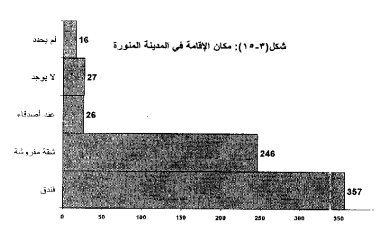 شكل(٣-١٥): مكان الإقامة في المدينة المنورة
لم يحدد 16
لا يوجد 27
عند أصدقاء 26
شقة مفروشة 246
فندق 357
0 50 100 150 200 250 300 350